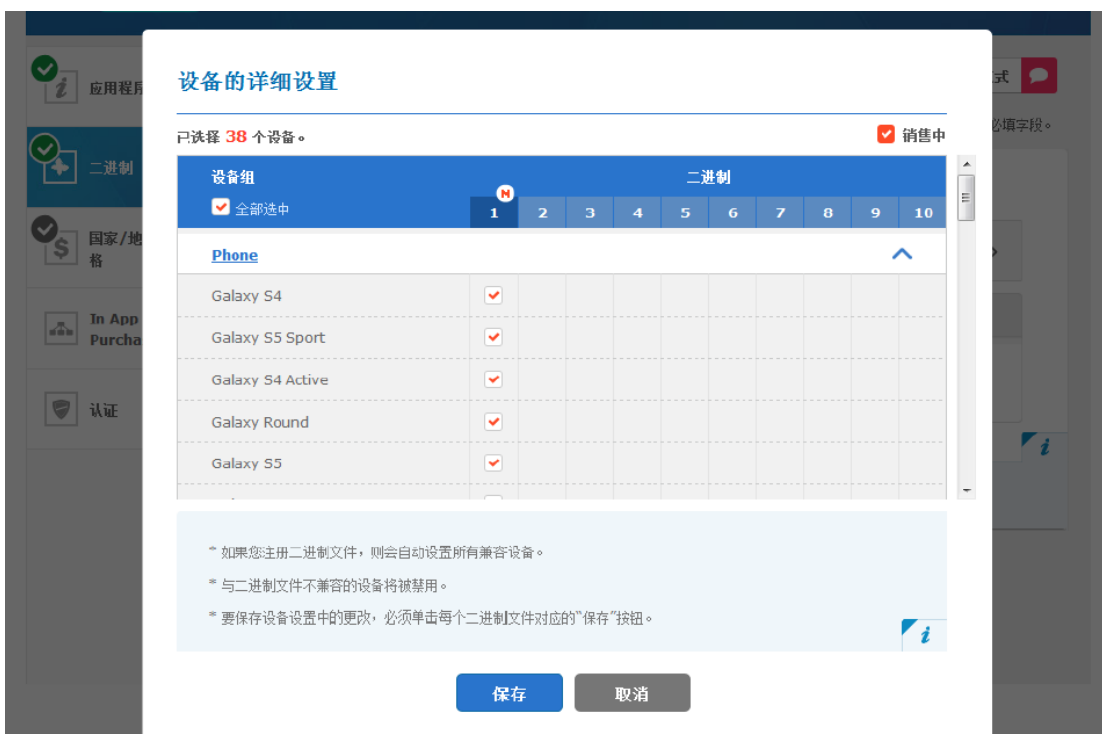 设备的详细设置
应用程序
式
已选择 38 个设备。
销售中
必填字段。
二进制
设备组
二进制
全部选中
N
1 2 3 4 5 6 7 8 9 10
国家/地
格
Phone
Galaxy S4
In App
Purcha
Galaxy S5 Sport
Galaxy S4 Active
认证
Galaxy Round
Galaxy S5
* 如果您注册二进制文件，则会自动设置所有兼容设备。
* 与二进制文件不兼容的设备将被禁用。
* 要保存设备设置中的更改，必须单击每个二进制文件对应的"保存"按钮。
保存
取消